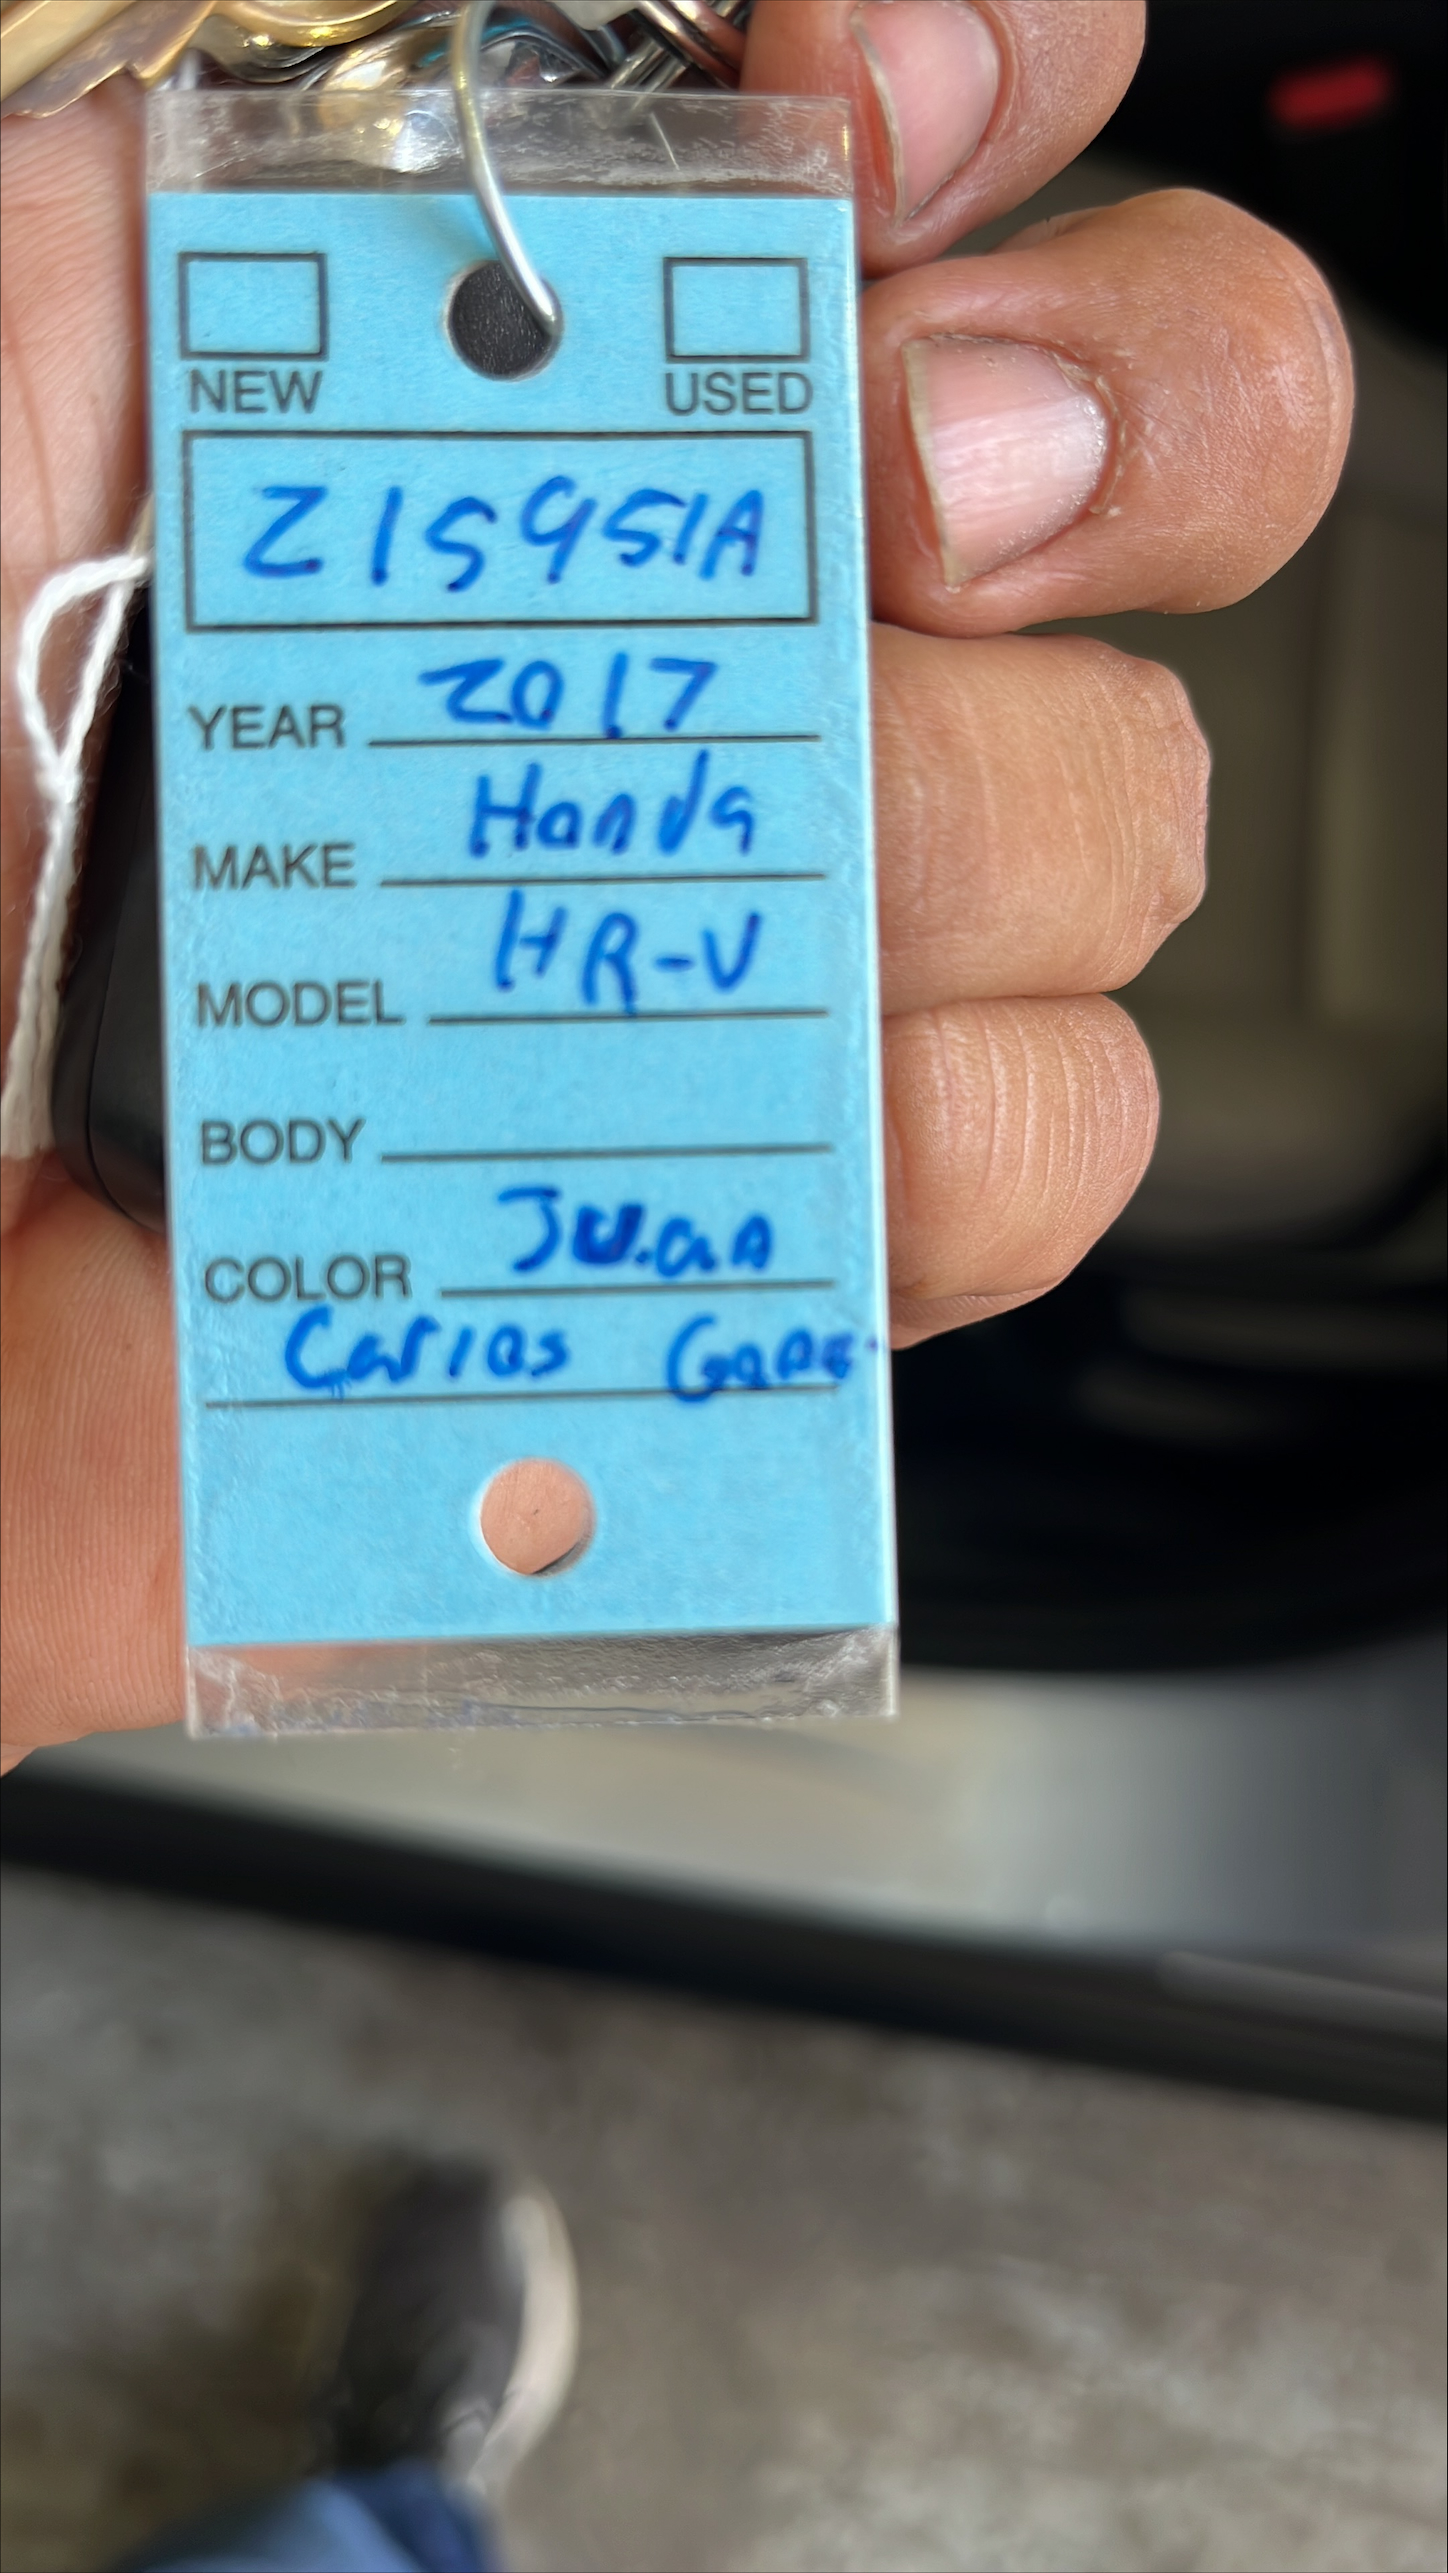 NEW USED
Z15951A
YEAR 2017
MAKE Honda
MODEL HR-V
BODY
COLOR Juan
Carlos